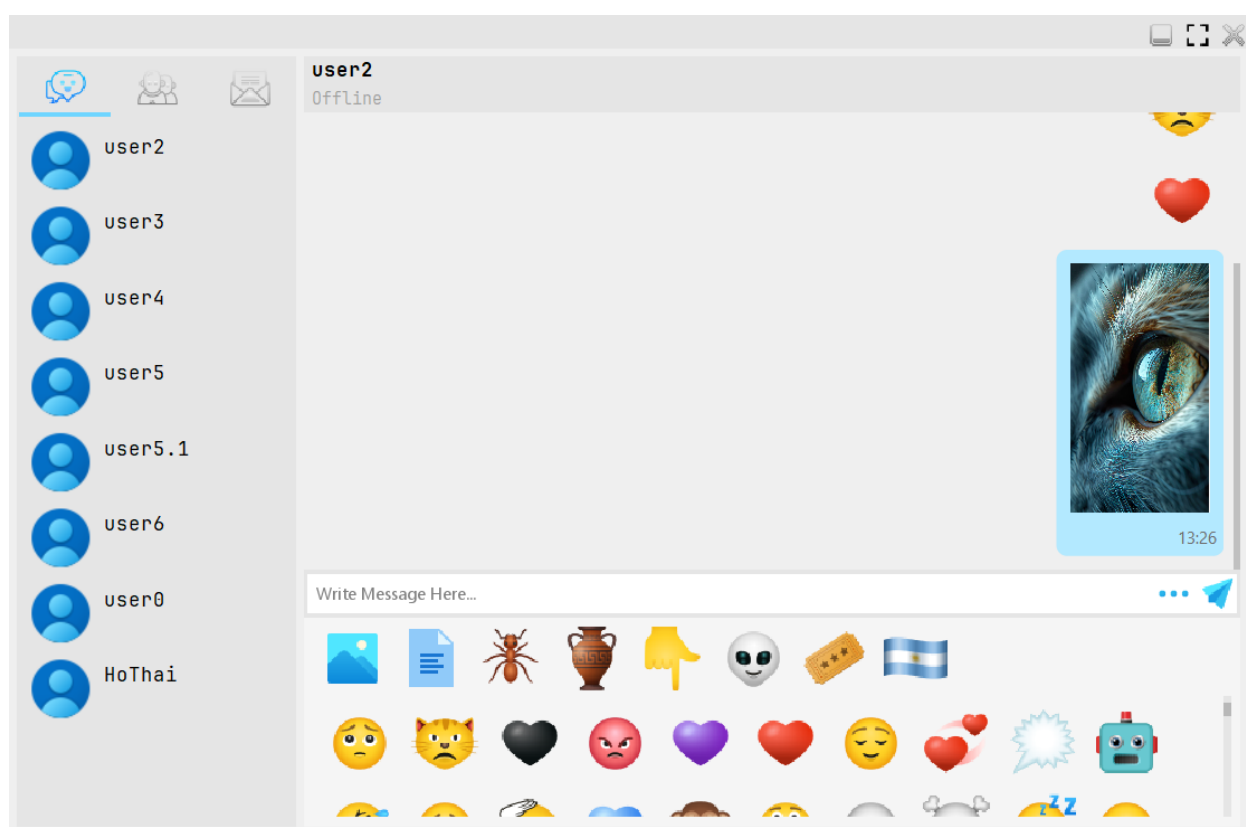 user2
Offline
user2
user3
user4
user5
user5.1
user6
user0
HoThai
13:26
Write Message Here...